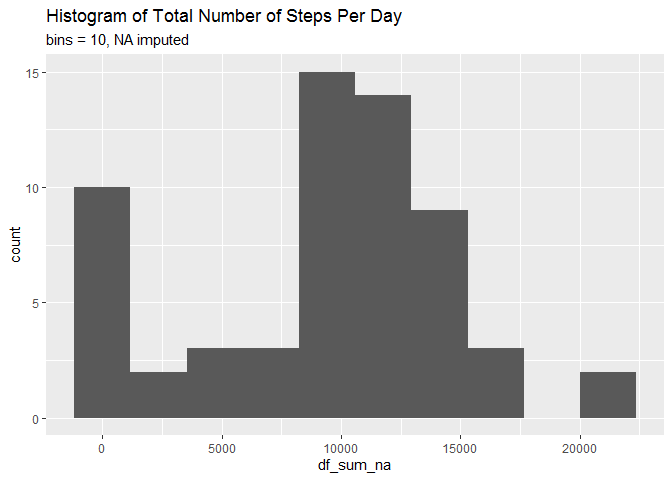 Histogram of Total Number of Steps Per Day
bins = 10, NA imputed
15
10
5
0
count
0 5000 10000 15000 20000
df_sum_na